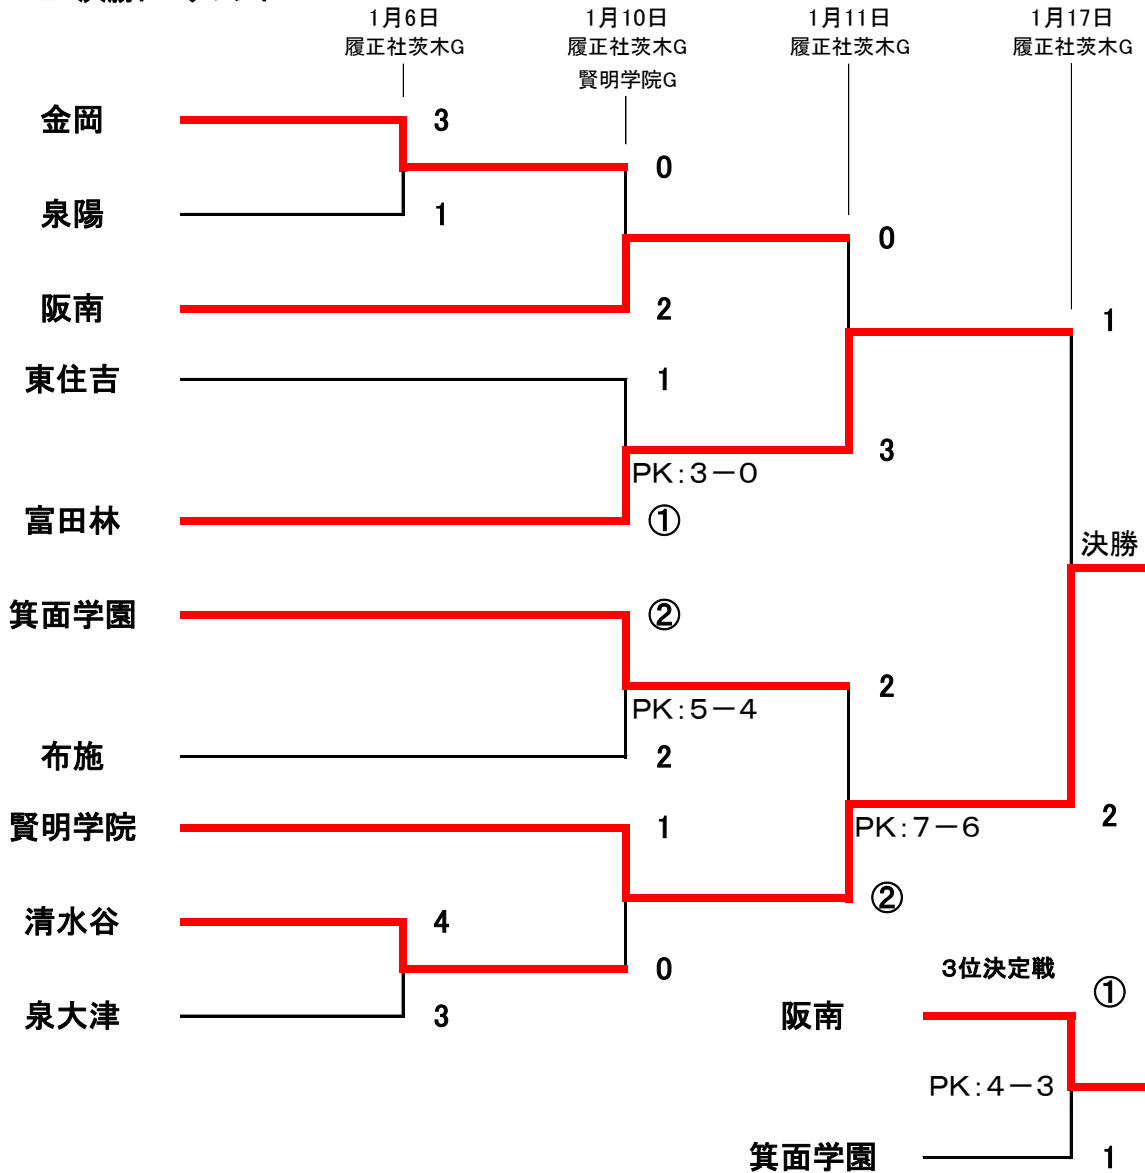 1月6日 1月10日 1月11日 1月17日
履正社茨木G 履正社茨木G 履正社茨木G 履正社茨木G
賢明学院G
金岡 3
0
泉陽 1
0
阪南 2
1
東住吉 1
3
PK:3-0
富田林 ①
決勝
箕面学園 ②
2
PK:5-4
布施 2
2
賢明学院 1
PK:7-6
②
清水谷 4
0
3位決定戦
①
泉大津 3
阪南
PK:4-3
箕面学園 1